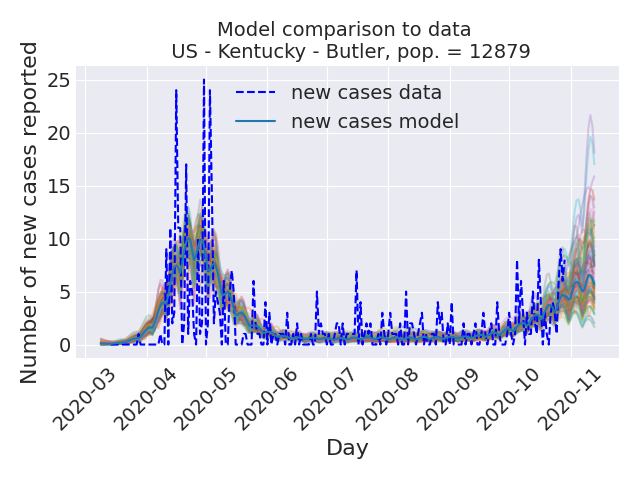 Model comparison to data
US - Kentucky - Butler, pop. = 12879
new cases data
new cases model
Number of new cases reported
25
20
15
10
5
0
2020-03
2020-04
2020-05
2020-06
2020-07
2020-08
2020-09
2020-10
2020-11
Day